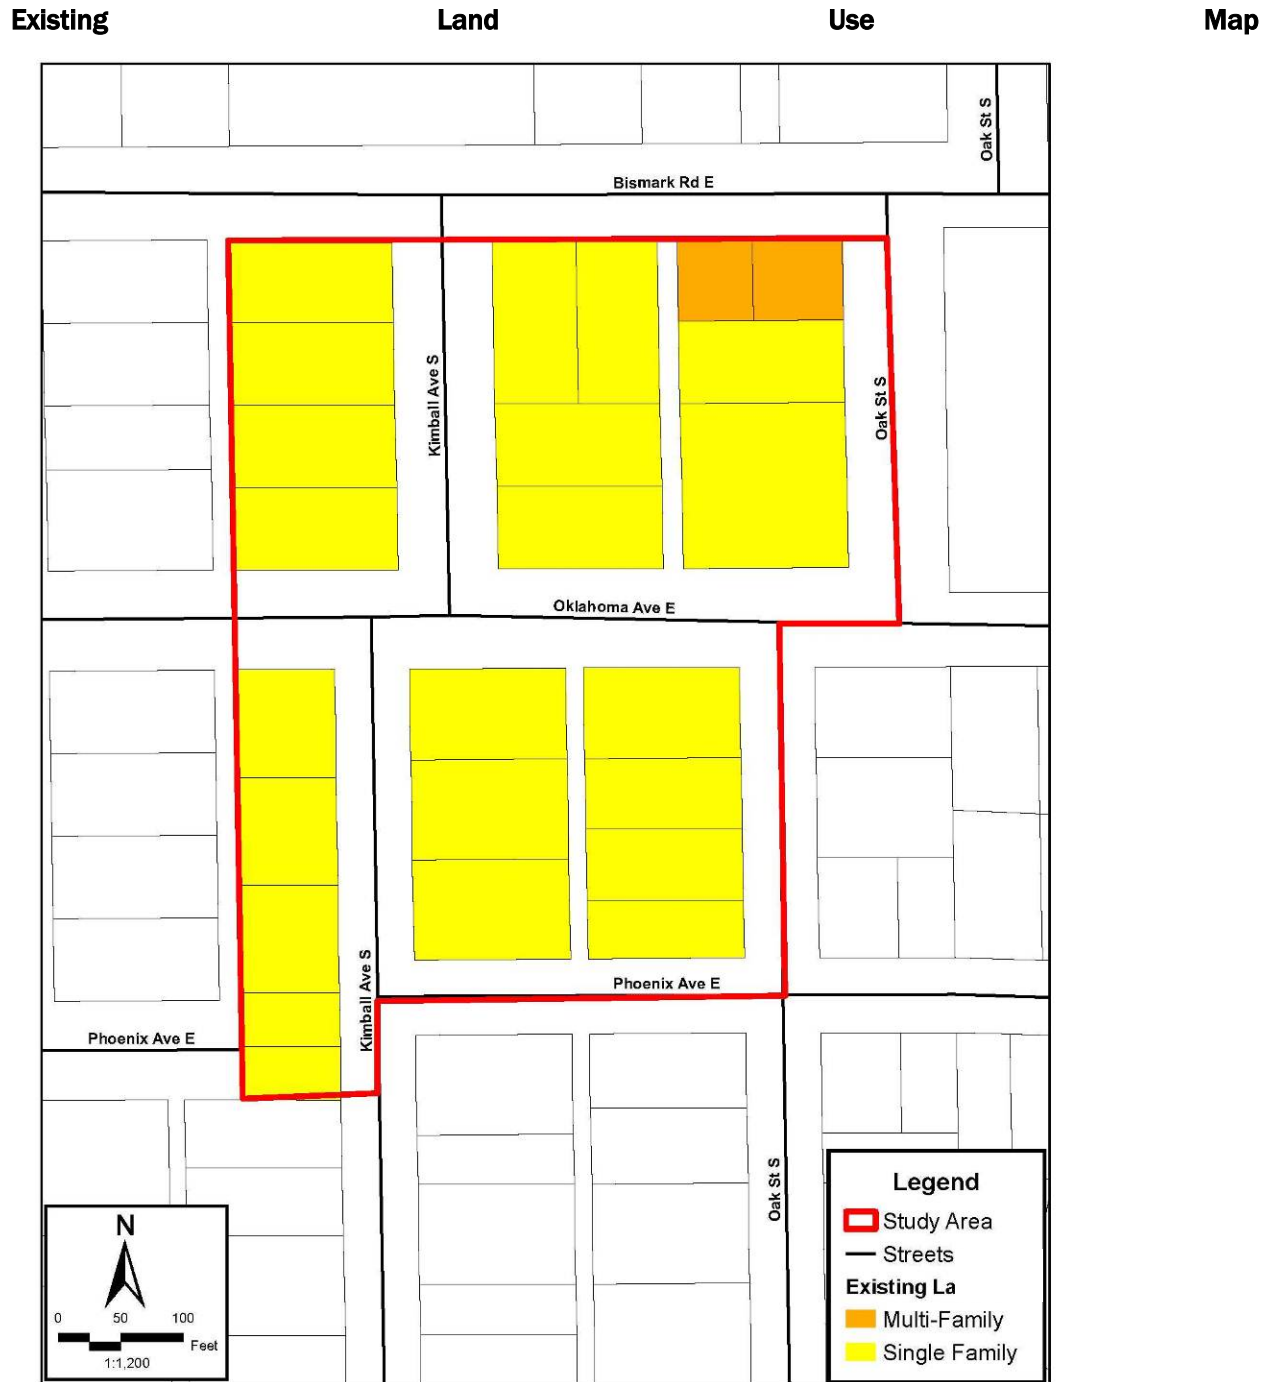 Existing Land Use Map
Oak St S
Bismark Rd E
Kimball Ave S
Oak St S
Oklahoma Ave E
Kimball Ave S
Phoenix Ave E
Phoenix Ave E
Oak St S
N
0 50 100
Feet
1:1,200
Legend
Study Area
Streets
Existing La
Multi-Family
Single Family